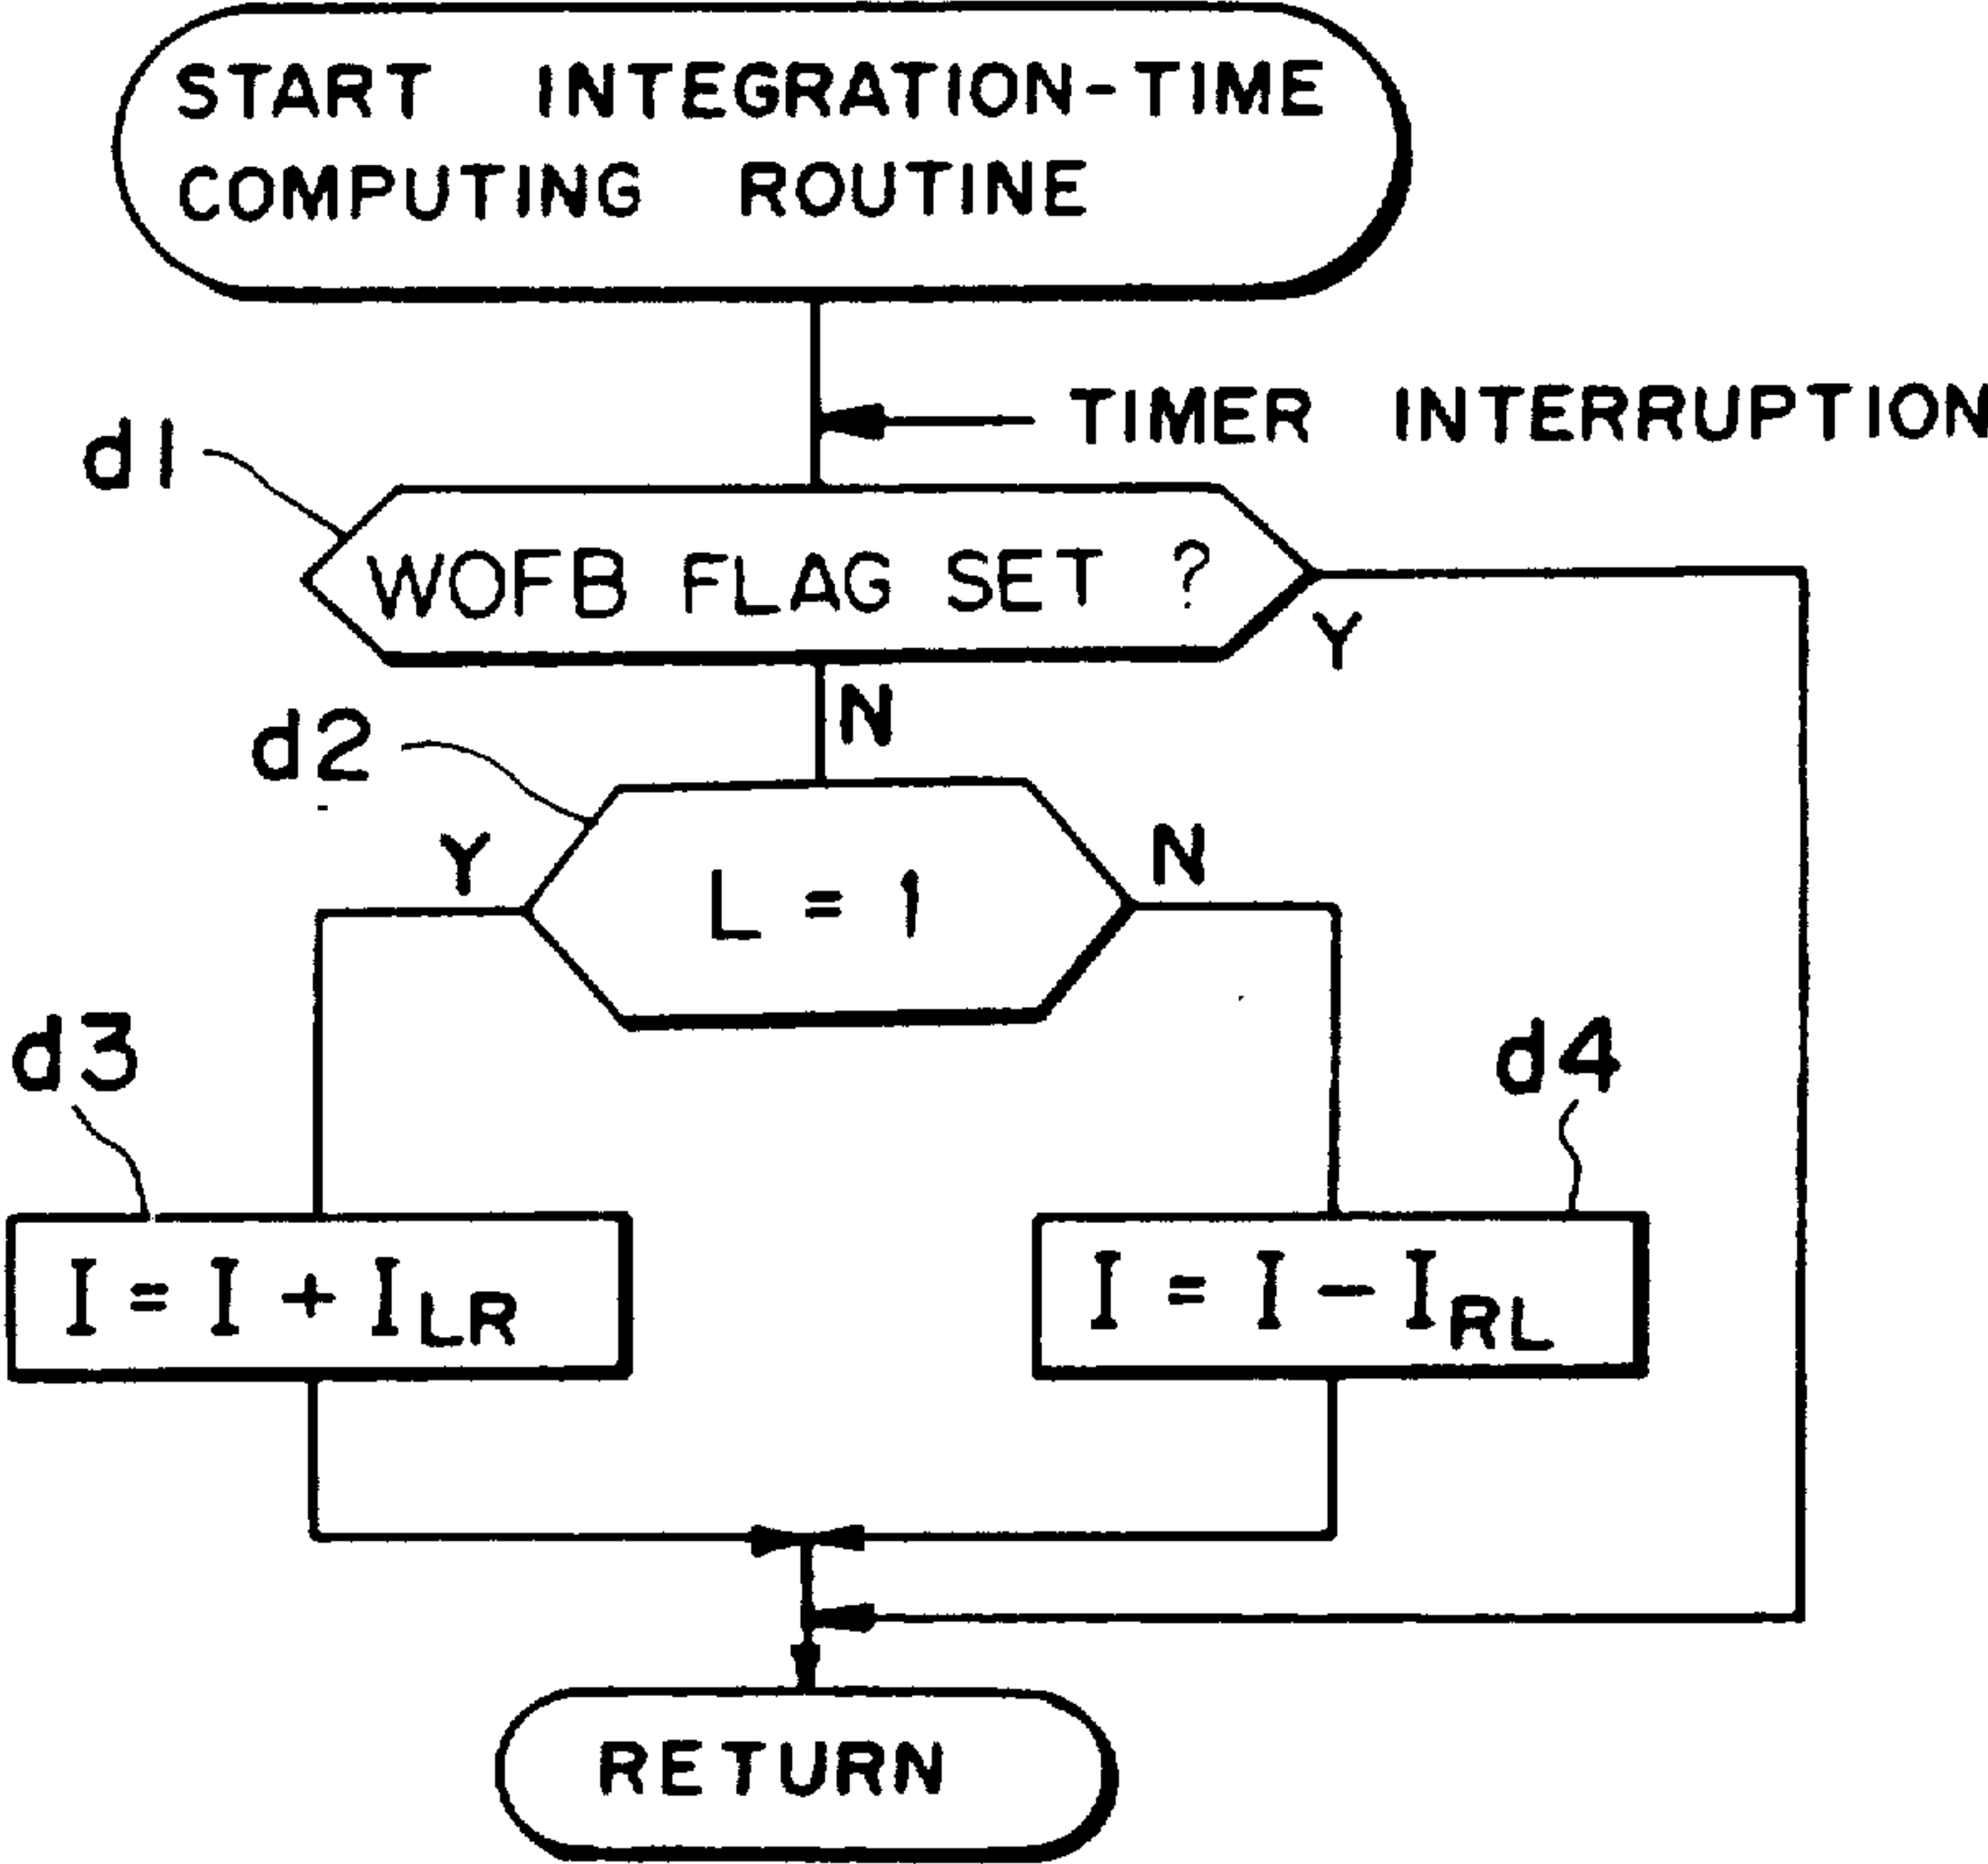 START INTEGRATION-TIME
COMPUTING ROUTINE
TIMER INTERRUPTION
d1
WOFB FLAG SET ?
Y
N
d2
Y
N
L = 1
d3
d4
I = I + ILR
I = I - IRL
RETURN